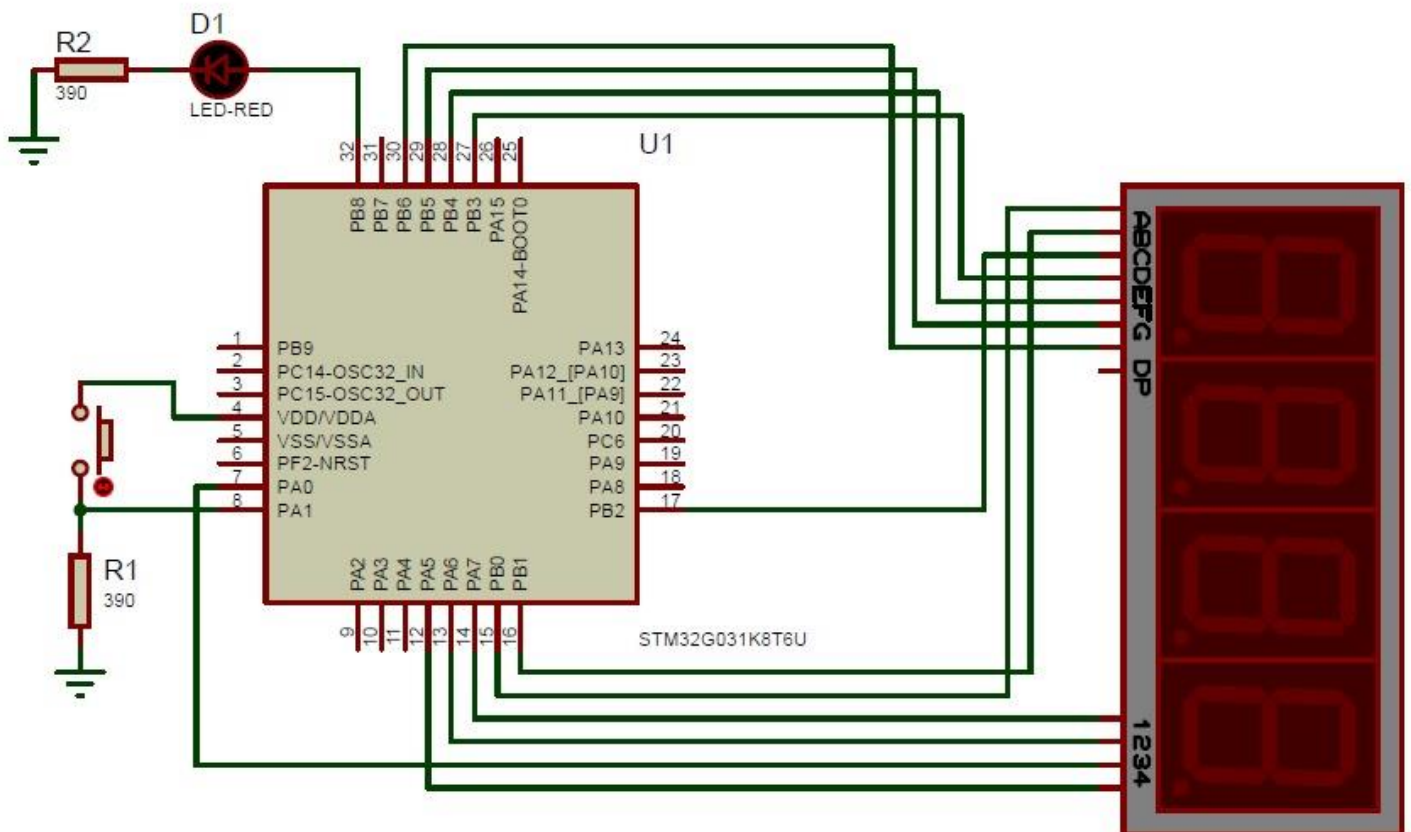 D1
R2
390
LED-RED
U1
32 31 30 29 28 27 26 25
PB8 PB7 PB6 PB5 PB4 PB3 PA15 PA14-BOOT0
1 PB9
2 PC14-OSC32_IN
3 PC15-OSC32_OUT
4 VDD/VDDA
5 VSS/VSSA
6 PF2-NRST
7 PA0
8 PA1
PA13 24
PA12_[PA10] 23
PA11_[PA9] 22
PA10 21
PC6 20
PA9 19
PA8 18
PB2 17
PA2 PA3 PA4 PA5 PA6 PA7 PB0 PB1
9 10 11 12 13 14 15 16
R1
390
STM32G031K8T6U
ABCDEFG DP
1234